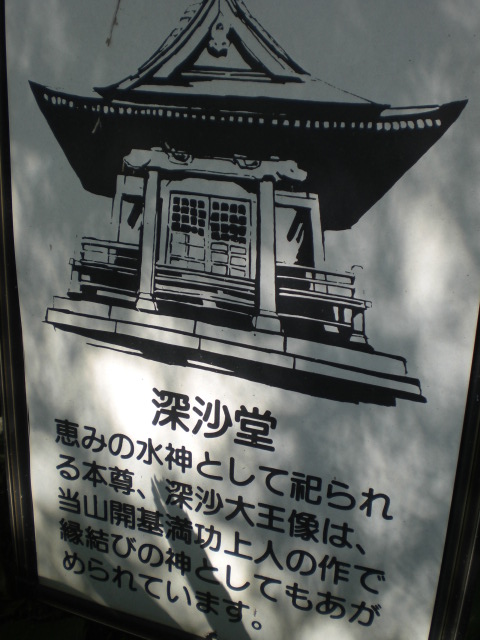 深沙堂
恵みの水神として祀られ
る本尊、深沙大王像は、
当山開基満功上人の作で
縁結びの神としてもあが
められています。